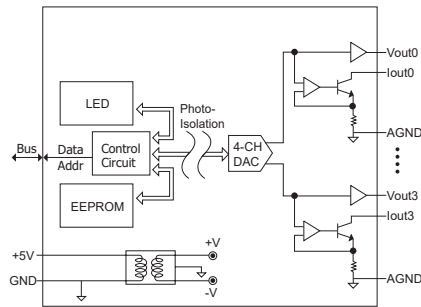 Vout0
Iout0
LED
Photo-
Isolation
AGND
Bus
Data
Addr
Control
Circuit
4-CH
DAC
EEPROM
Vout3
Iout3
+5V
+V
GND
-V
AGND